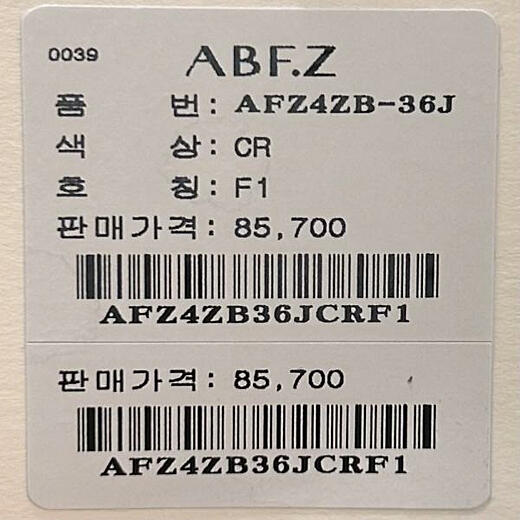 0039 ABF.Z
품 번: AFZ4ZB-36J
색 상: CR
호 칭: F1
판매가격: 85,700
AFZ4ZB36JCRF1
판매가격: 85,700
AFZ4ZB36JCRF1